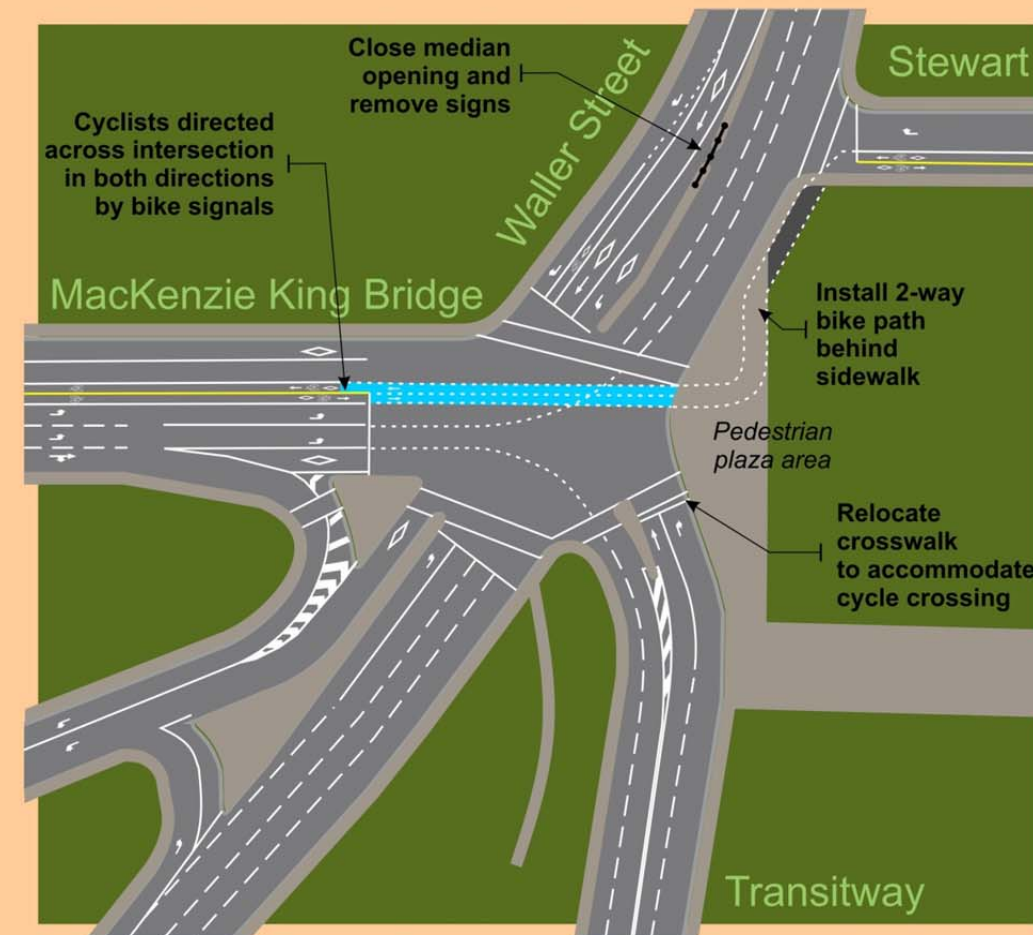 Close median
opening and
remove signs
Stewart
Waller Street
Cyclists directed
across intersection
in both directions
by bike signals
MacKenzie King Bridge
Install 2-way
bike path
behind
sidewalk
Pedestrian
plaza area
Relocate
crosswalk
to accommodate
cycle crossing
Transitway